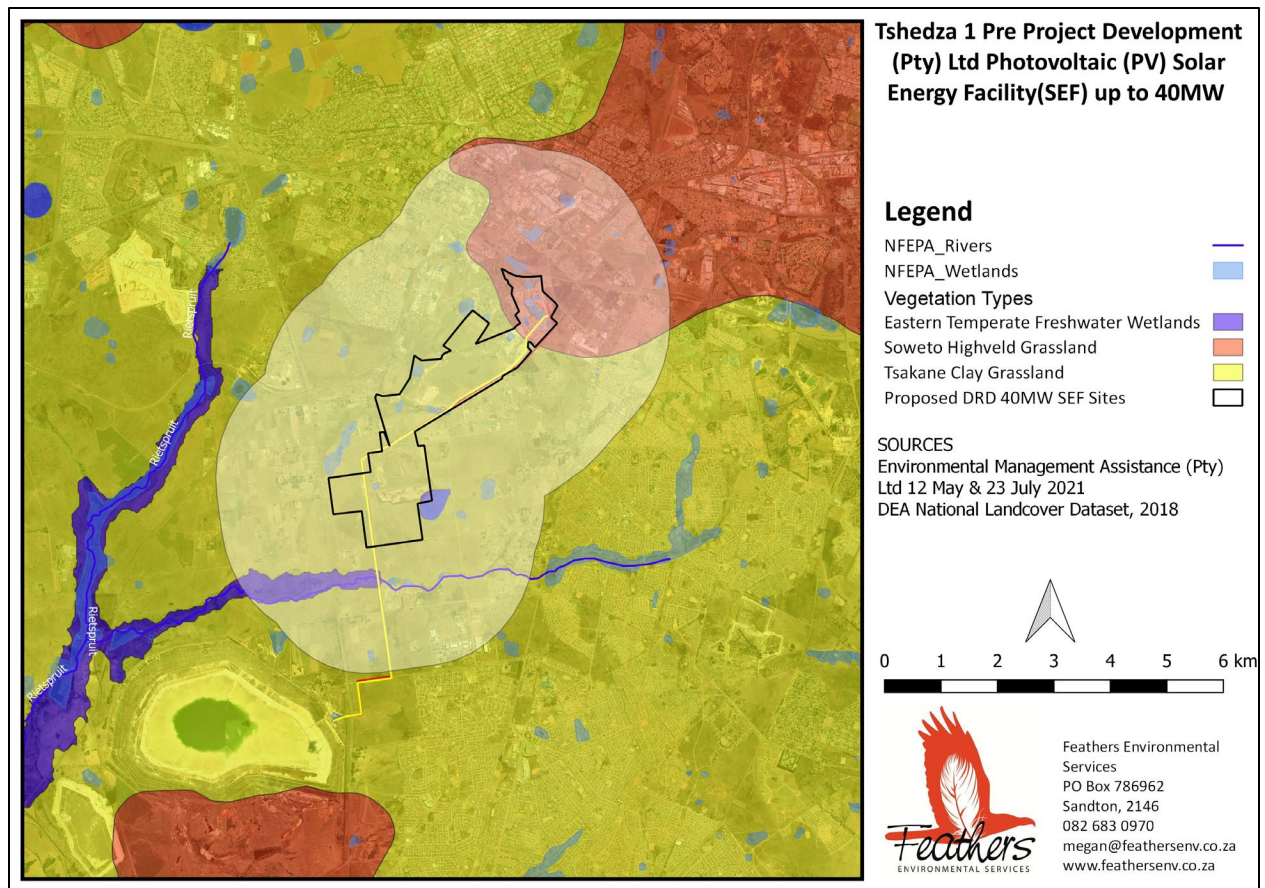 Tshedza 1 Pre Project Development
(Pty) Ltd Photovoltaic (PV) Solar
Energy Facility(SEF) up to 40MW
Legend
NFEPA_Rivers
NFEPA_Wetlands
Vegetation Types
Eastern Temperate Freshwater Wetlands
Soweto Highveld Grassland
Tsakane Clay Grassland
Proposed DRD 40MW SEF Sites
SOURCES
Environmental Management Assistance (Pty)
Ltd 12 May & 23 July 2021
DEA National Landcover Dataset, 2018
0 1 2 3 4 5 6 km
Feathers
ENVIRONMENTAL SERVICES
Feathers Environmental
Services
PO Box 786962
Sandton, 2146
082 683 0970
megan@feathersenv.co.za
www.feathersenv.co.za
Rietspruit
Rietspruit
Rietspruit
Rietspruit